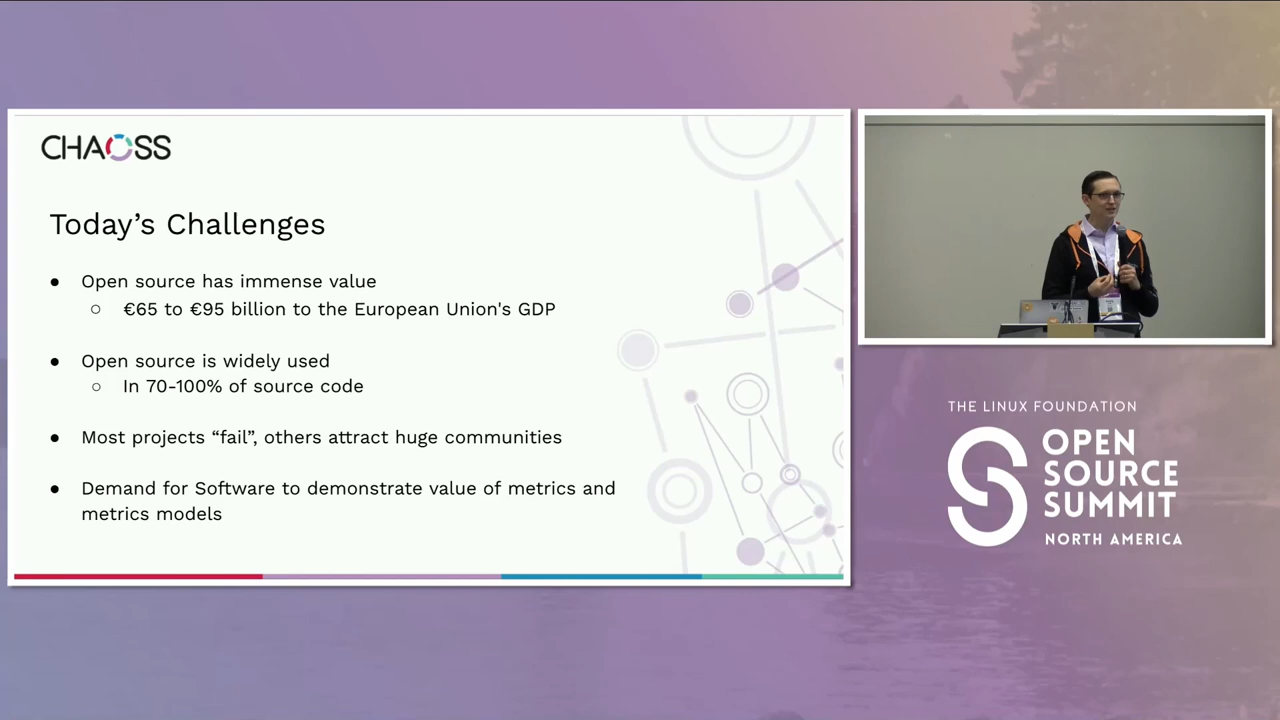 CHAOSS
Today's Challenges
● Open source has immense value
○ €65 to €95 billion to the European Union's GDP
● Open source is widely used
○ In 70-100% of source code
● Most projects “fail”, others attract huge communities
● Demand for Software to demonstrate value of metrics and
metrics models
THE LINUX FOUNDATION
OPEN
SOURCE
SUMMIT
NORTH AMERICA